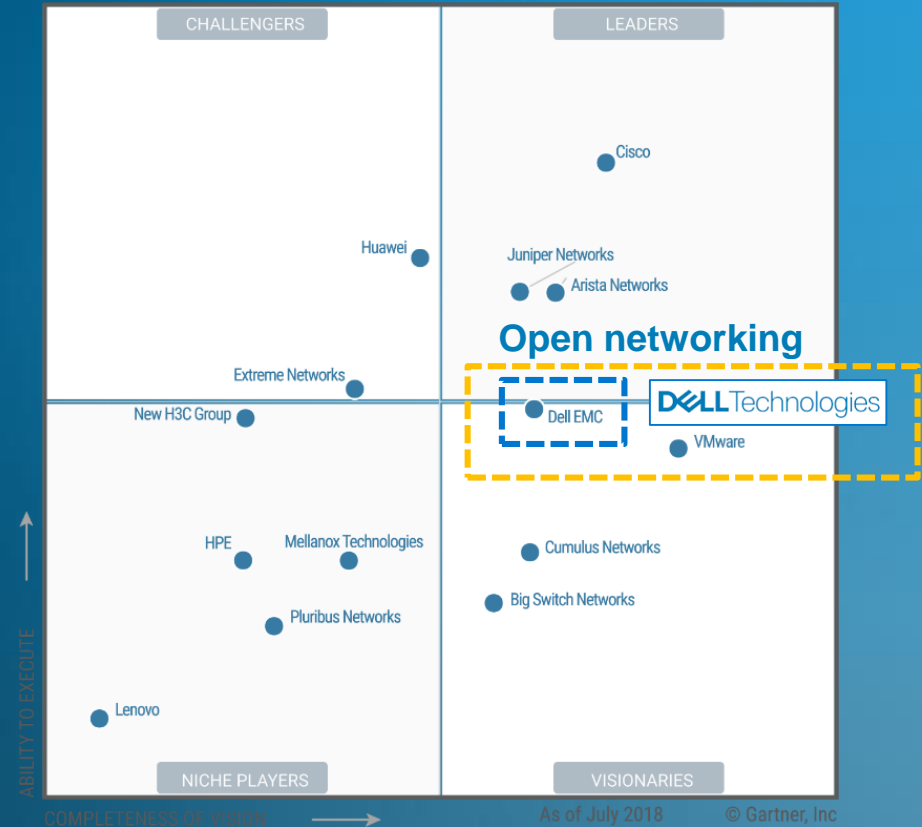 CHALLENGERS
LEADERS
Cisco
Huawei
Juniper Networks
Arista Networks
Open networking
Extreme Networks
DELLTechnologies
New H3C Group
Dell EMC
VMware
HPE
Mellanox Technologies
Cumulus Networks
Big Switch Networks
Pluribus Networks
Lenovo
ABILITY TO EXECUTE
NICHE PLAYERS
VISIONARIES
COMPLETENESS OF VISION
As of July 2018
© Gartner, Inc